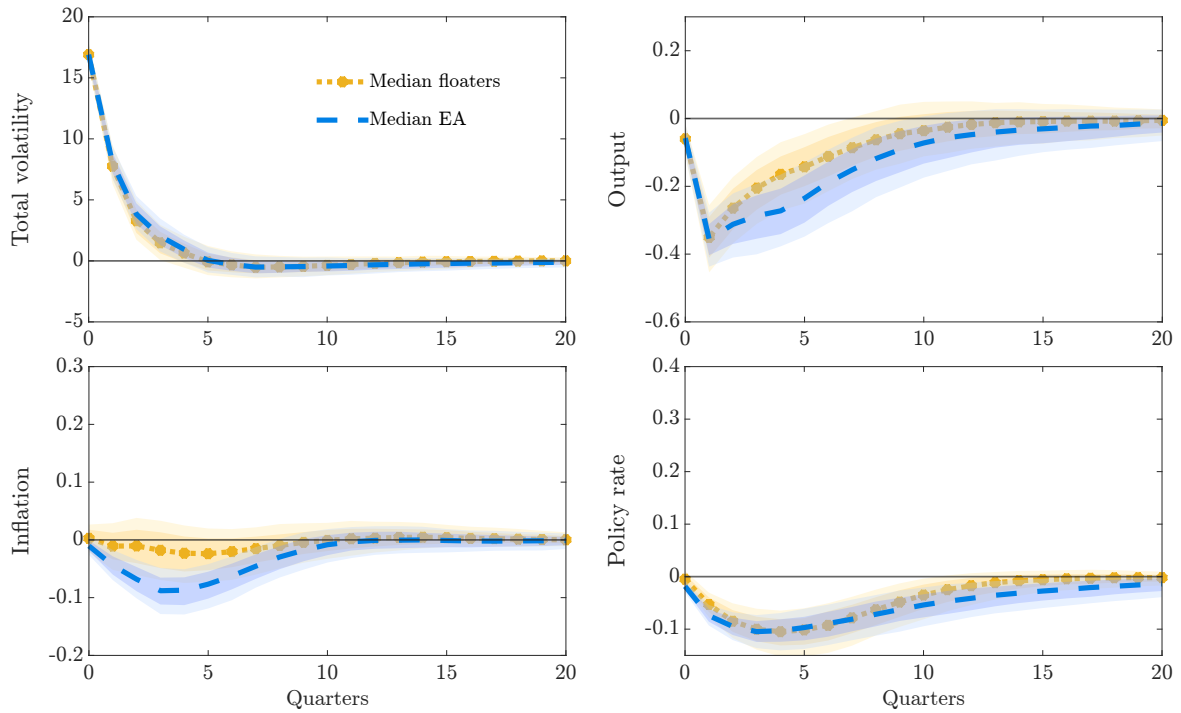 Total volatility
20
15
10
5
0
-5
0 5 10 15 20
Median floaters
Median EA
Output
0.2
0
-0.2
-0.4
-0.6
0 5 10 15 20
Inflation
0.3
0.2
0.1
0
-0.1
-0.2
0 5 10 15 20
Quarters
Policy rate
0.4
0.3
0.2
0.1
0
-0.1
0 5 10 15 20
Quarters